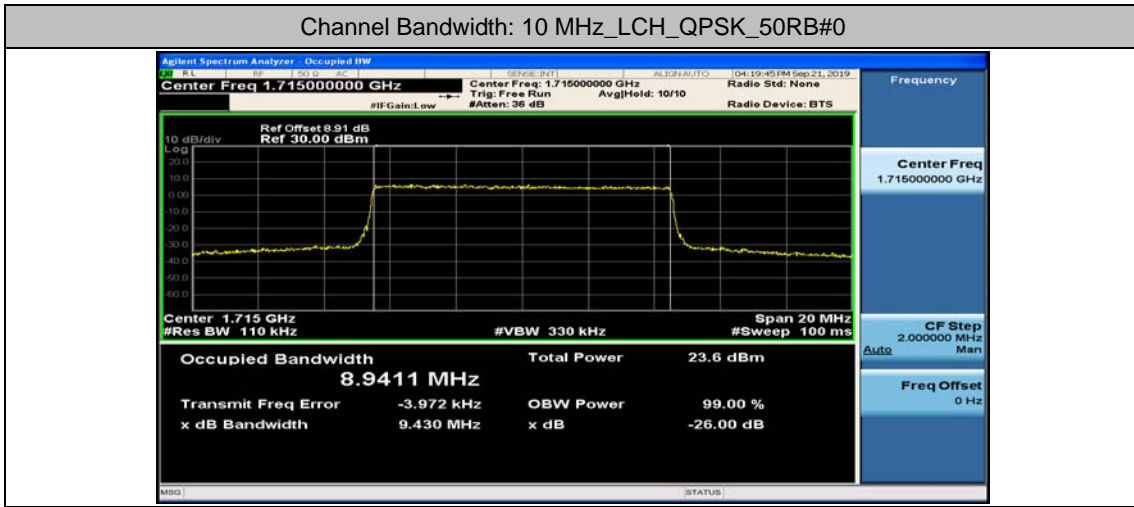 Channel Bandwidth: 10 MHz_LCH_QPSK_50RB#0
Agilent Spectrum Analyzer - Occupied BW
LXI RL RF 50 Ω AC SENSE:INT ALIGN AUTO 04:19:45 PM Sep 21, 2019
Center Freq 1.715000000 GHz
Center Freq: 1.715000000 GHz
Radio Std: None
Trig: Free Run Avg|Hold: 10/10
#IFGain:Low
#Atten: 36 dB
Radio Device: BTS
Ref Offset 8.91 dB
10 dB/div Ref 30.00 dBm
Log
20.0
10.0
0.00
-10.0
-20.0
-30.0
-40.0
-50.0
-60.0
Center 1.715 GHz Span 20 MHz
#Res BW 110 kHz #VBW 330 kHz #Sweep 100 ms
Occupied Bandwidth Total Power 23.6 dBm
8.9411 MHz
Transmit Freq Error -3.972 kHz OBW Power 99.00 %
x dB Bandwidth 9.430 MHz x dB -26.00 dB
MSG STATUS
Frequency
Center Freq
1.715000000 GHz
CF Step
2.000000 MHz
Auto Man
Freq Offset
0 Hz